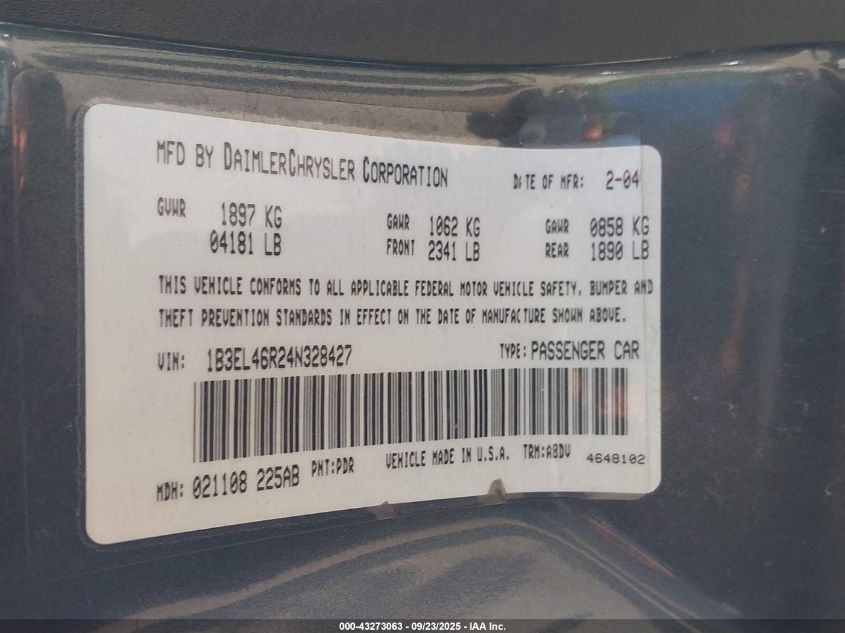 MFD BY DAIMLERCHRYSLER CORPORATION DATE OF MFR: 2-04
GVWR 1897 KG GAWR 1062 KG GAWR 0858 KG
04181 LB FRONT 2341 LB REAR 1890 LB
THIS VEHICLE CONFORMS TO ALL APPLICABLE FEDERAL MOTOR VEHICLE SAFETY, BUMPER AND
THEFT PREVENTION STANDARDS IN EFFECT ON THE DATE OF MANUFACTURE SHOWN ABOVE.
VIN: 1B3EL46R24N328427 TYPE: PASSENGER CAR
MDH: 021108 225AB PNT:PDR VEHICLE MADE IN U.S.A. TRM:A8DV 4648102
000-43273063 - 09/23/2025 - IAA Inc.